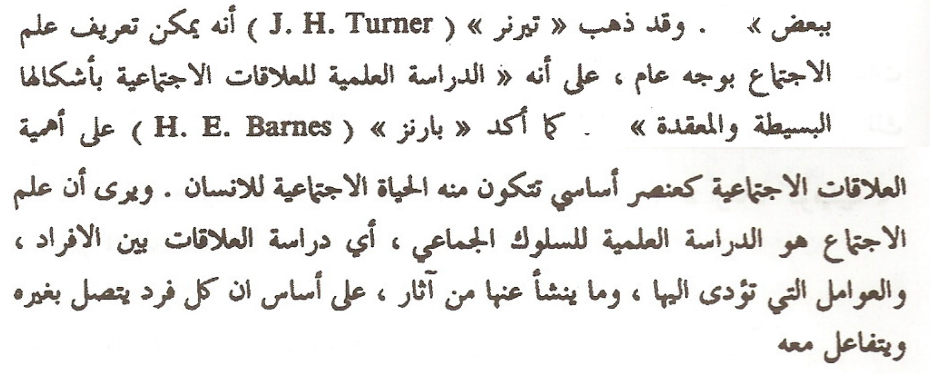 ببعض » . وقد ذهب « تيرنز » ( J. H. Turner ) أنه يمكن تعريف علم
الاجتماع بوجه عام ، على أنه « الدراسة العلمية للعلاقات الاجتماعية بأشكالها
البسيطة والمعقدة » . كما أكد « بارنز » ( H. E. Barnes ) على أهمية
العلاقات الاجتماعية كعنصر أساسي تتكون منه الحياة الاجتماعية للانسان . ويرى أن علم
الاجتماع هو الدراسة العلمية للسلوك الجماعي ، أي دراسة العلاقات بين الافراد ،
والعوامل التي تؤدى اليها ، وما ينشأ عنها من آثار ، على أساس ان كل فرد يتصل بغيره
ويتفاعل معه